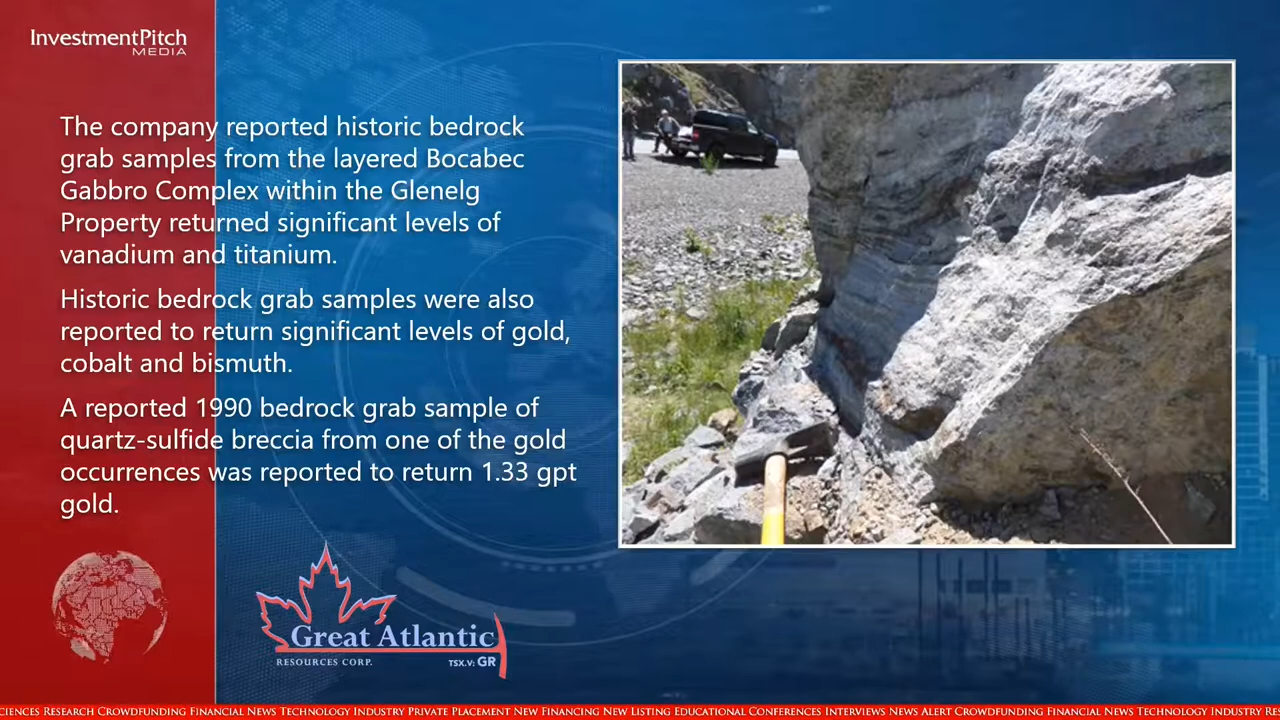 InvestmentPitch
MEDIA
The company reported historic bedrock
grab samples from the layered Bocabec
Gabbro Complex within the Glenelg
Property returned significant levels of
vanadium and titanium.
Historic bedrock grab samples were also
reported to return significant levels of gold,
cobalt and bismuth.
A reported 1990 bedrock grab sample of
quartz-sulfide breccia from one of the gold
occurrences was reported to return 1.33 gpt
gold.
Great Atlantic
RESOURCES CORP. TSX.V: GR
CIENCES RESEARCH CROWDFUNDING FINANCIAL NEWS TECHNOLOGY INDUSTRY PRIVATE PLACEMENT NEW FINANCING NEW LISTING EDUCATIONAL CONFERENCES INTERVIEWS NEWS ALERT CROWDFUNDING FINANCIAL NEWS TECHNOLOGY INDUSTRY RES